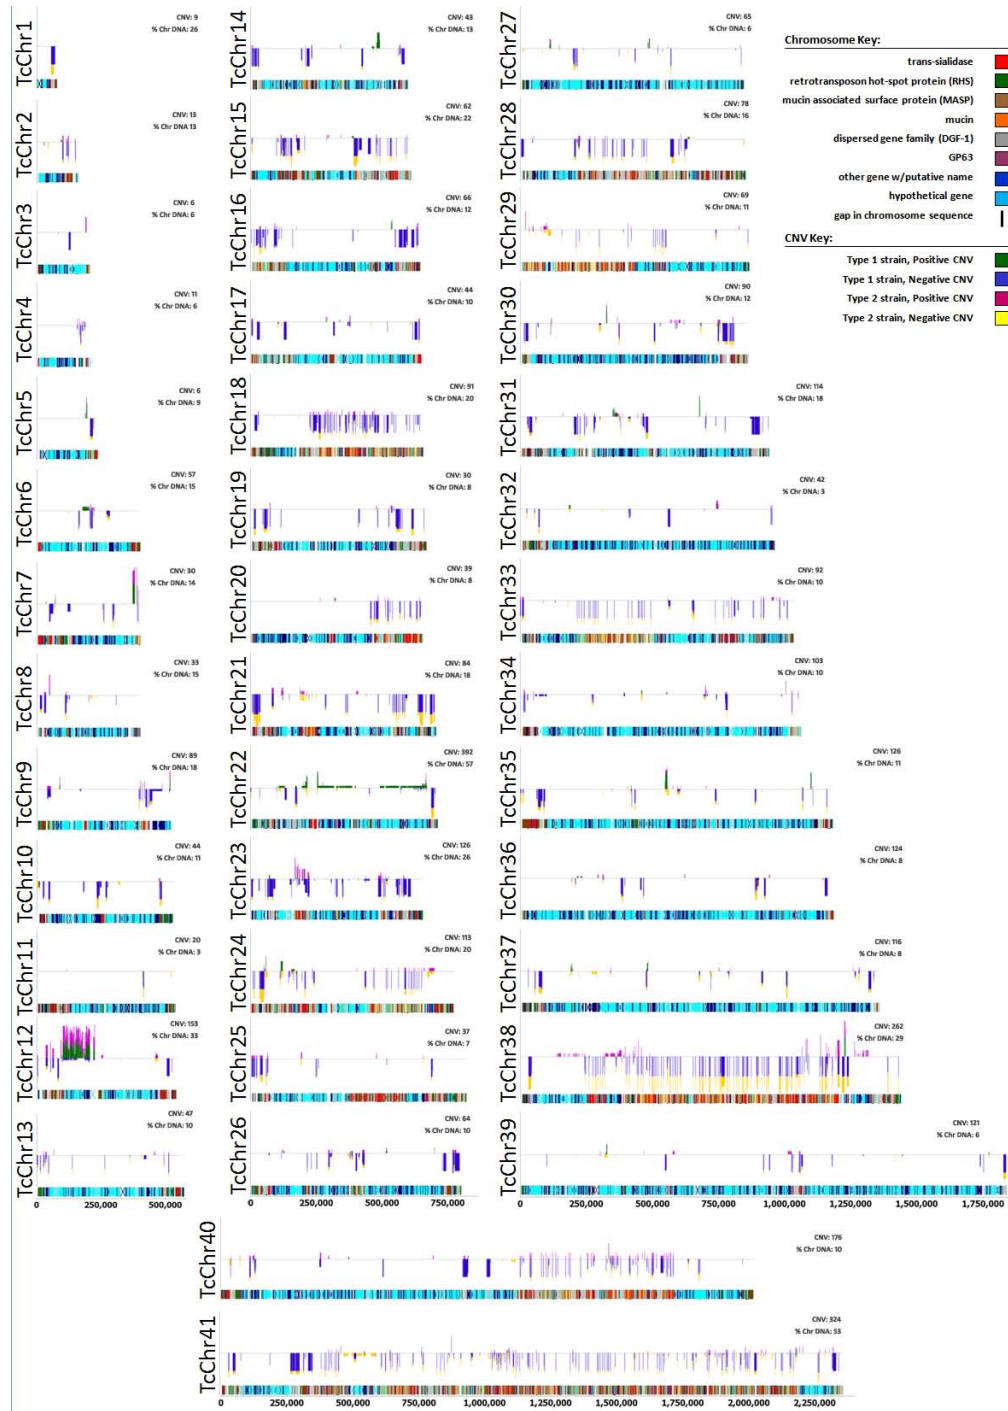 TcChr1
CNV: 9
% Chr DNA: 26
TcChr2
CNV: 13
% Chr DNA 13
TcChr3
CNV: 6
% Chr DNA: 6
TcChr4
CNV: 11
% Chr DNA: 6
TcChr5
CNV: 6
% Chr DNA: 9
TcChr6
CNV: 57
% Chr DNA: 15
TcChr7
CNV: 30
% Chr DNA: 14
TcChr8
CNV: 33
% Chr DNA: 15
TcChr9
CNV: 89
% Chr DNA: 18
TcChr10
CNV: 44
% Chr DNA: 11
TcChr11
CNV: 20
% Chr DNA: 3
TcChr12
CNV: 153
% Chr DNA: 33
TcChr13
CNV: 47
% Chr DNA: 10
0 250,000 500,000
TcChr14
CNV: 43
% Chr DNA: 13
TcChr15
CNV: 62
% Chr DNA: 22
TcChr16
CNV: 66
% Chr DNA: 12
TcChr17
CNV: 44
% Chr DNA: 10
TcChr18
CNV: 91
% Chr DNA: 20
TcChr19
CNV: 30
% Chr DNA: 8
TcChr20
CNV: 39
% Chr DNA: 8
TcChr21
CNV: 84
% Chr DNA: 18
TcChr22
CNV: 392
% Chr DNA: 57
TcChr23
CNV: 126
% Chr DNA: 26
TcChr24
CNV: 113
% Chr DNA: 20
TcChr25
CNV: 37
% Chr DNA: 7
TcChr26
CNV: 64
% Chr DNA: 10
0 250,000 500,000 750,000
TcChr27
CNV: 65
% Chr DNA: 6
TcChr28
CNV: 78
% Chr DNA: 16
TcChr29
CNV: 69
% Chr DNA: 11
TcChr30
CNV: 90
% Chr DNA: 12
TcChr31
CNV: 114
% Chr DNA: 18
TcChr32
CNV: 42
% Chr DNA: 3
TcChr33
CNV: 92
% Chr DNA: 10
TcChr34
CNV: 103
% Chr DNA: 10
TcChr35
CNV: 126
% Chr DNA: 11
TcChr36
CNV: 124
% Chr DNA: 8
TcChr37
CNV: 116
% Chr DNA: 8
TcChr38
CNV: 262
% Chr DNA: 29
TcChr39
CNV: 121
% Chr DNA: 6
0 250,000 500,000 750,000 1,000,000 1,250,000 1,500,000 1,750,000
Chromosome Key:
trans-sialidase
retrotransposon hot-spot protein (RHS)
mucin associated surface protein (MASP)
mucin
dispersed gene family (DGF-1)
GP63
other gene w/putative name
hypothetical gene
gap in chromosome sequence
CNV Key:
Type 1 strain, Positive CNV
Type 1 strain, Negative CNV
Type 2 strain, Positive CNV
Type 2 strain, Negative CNV
TcChr40
CNV: 176
% Chr DNA: 10
TcChr41
CNV: 324
% Chr DNA: 53
0 250,000 500,000 750,000 1,000,000 1,250,000 1,500,000 1,750,000 2,000,000 2,250,000